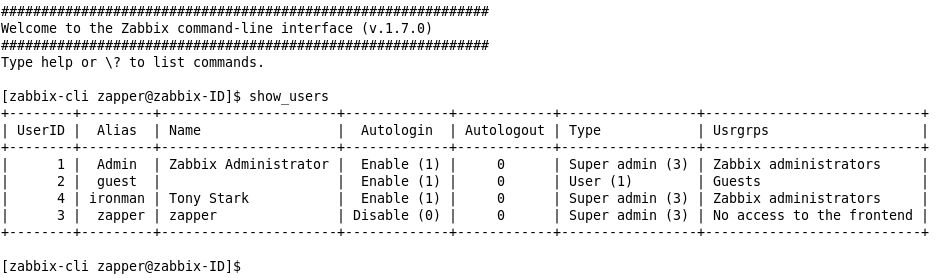 #############################################################
Welcome to the Zabbix command-line interface (v.1.7.0)
#############################################################
Type help or \? to list commands.

[zabbix-cli zapper@zabbix-ID]$ show_users
+--------+---------+----------------------+-------------+------------+-----------------+---------------------------+
| UserID |  Alias  | Name                 |  Autologin  | Autologout | Type            | Usrgrps                   |
+--------+---------+----------------------+-------------+------------+-----------------+---------------------------+
|      1 |  Admin  | Zabbix Administrator |  Enable (1) |     0      | Super admin (3) | Zabbix administrators     |
|      2 |  guest  |                      |  Enable (1) |     0      | User (1)        | Guests                    |
|      4 | ironman | Tony Stark           |  Enable (1) |     0      | Super admin (3) | Zabbix administrators     |
|      3 |  zapper | zapper               | Disable (0) |     0      | Super admin (3) | No access to the frontend |
+--------+---------+----------------------+-------------+------------+-----------------+---------------------------+

[zabbix-cli zapper@zabbix-ID]$